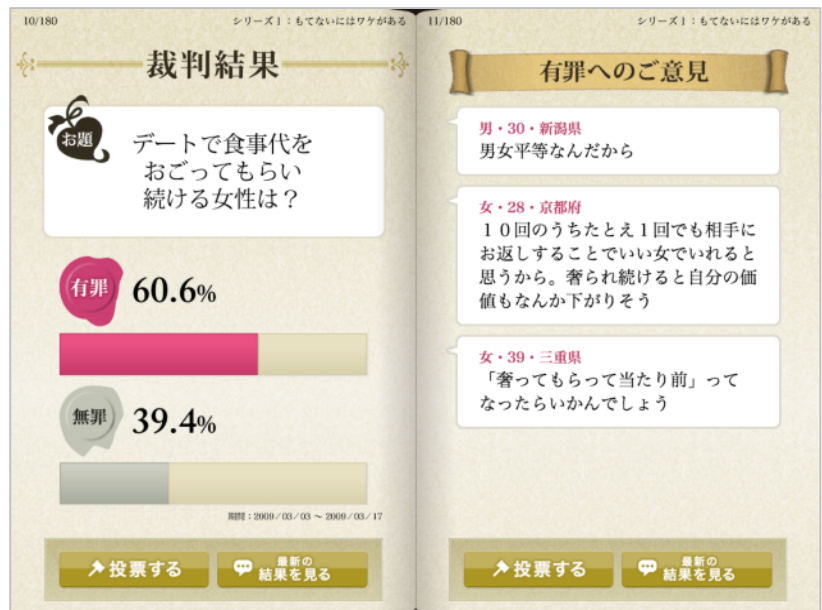 10/180
シリーズ1：もてないにはワケがある
裁判結果
お題
デートで食事代を
おごってもらい
続ける女性は？
有罪
60.6%
無罪
39.4%
期間：2009/03/03 〜 2009/03/17
投票する
最新の
結果を見る
11/180
シリーズ1：もてないにはワケがある
有罪へのご意見
男・30・新潟県
男女平等なんだから
女・28・京都府
１０回のうちたとえ１回でも相手に
お返しすることでいい女でいれると
思うから。奢られ続けると自分の価
値もなんか下がりそう
女・39・三重県
「奢ってもらって当たり前」って
なったらいかんでしょう
投票する
最新の
結果を見る